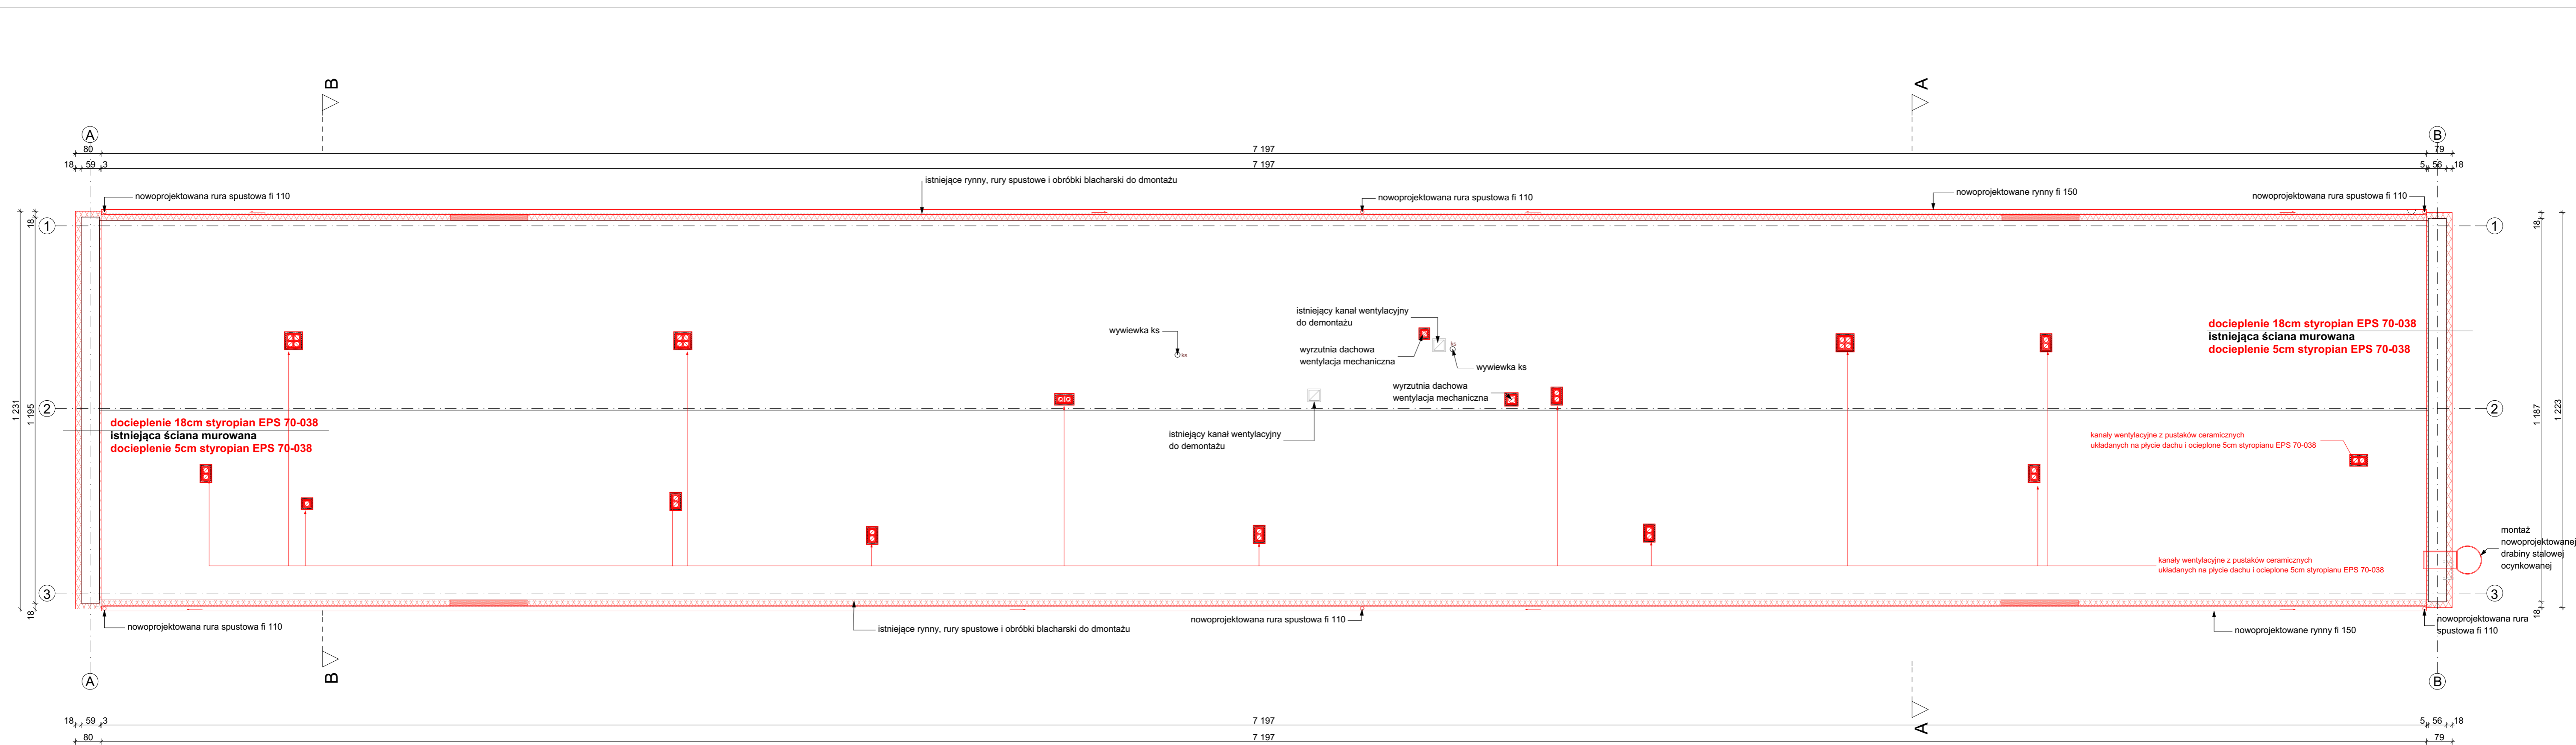 B
A
A
B
80
7 197
79
18
59
3
7 197
5
56
18
istniejące rynny, rury spustowe i obróbki blacharski do dmontażu
nowoprojektowana rura spustowa fi 110
nowoprojektowana rura spustowa fi 110
nowoprojektowane rynny fi 150
nowoprojektowana rura spustowa fi 110
18
1
1
18
istniejący kanał wentylacyjny
do demontażu
wywiewka ks
ks
ks
wyrzutnia dachowa
wentylacja mechaniczna
wywiewka ks
docieplenie 18cm styropian EPS 70-038
istniejąca ściana murowana
docieplenie 5cm styropian EPS 70-038
wyrzutnia dachowa
wentylacja mechaniczna
1 231
1 195
2
2
1 187
1 223
docieplenie 18cm styropian EPS 70-038
istniejąca ściana murowana
docieplenie 5cm styropian EPS 70-038
istniejący kanał wentylacyjny
do demontażu
kanały wentylacyjne z pustaków ceramicznych
układanych na płycie dachu i ocieplone 5cm styropianu EPS 70-038
kanały wentylacyjne z pustaków ceramicznych
układanych na płycie dachu i ocieplone 5cm styropianu EPS 70-038
montaż
nowoprojektowanej
drabiny stalowej
ocynkowanej
3
3
18
18
nowoprojektowana rura spustowa fi 110
istniejące rynny, rury spustowe i obróbki blacharski do dmontażu
nowoprojektowana rura spustowa fi 110
nowoprojektowane rynny fi 150
nowoprojektowana rura
spustowa fi 110
A
B
A
B
18
59
3
7 197
5
56
18
80
7 197
79